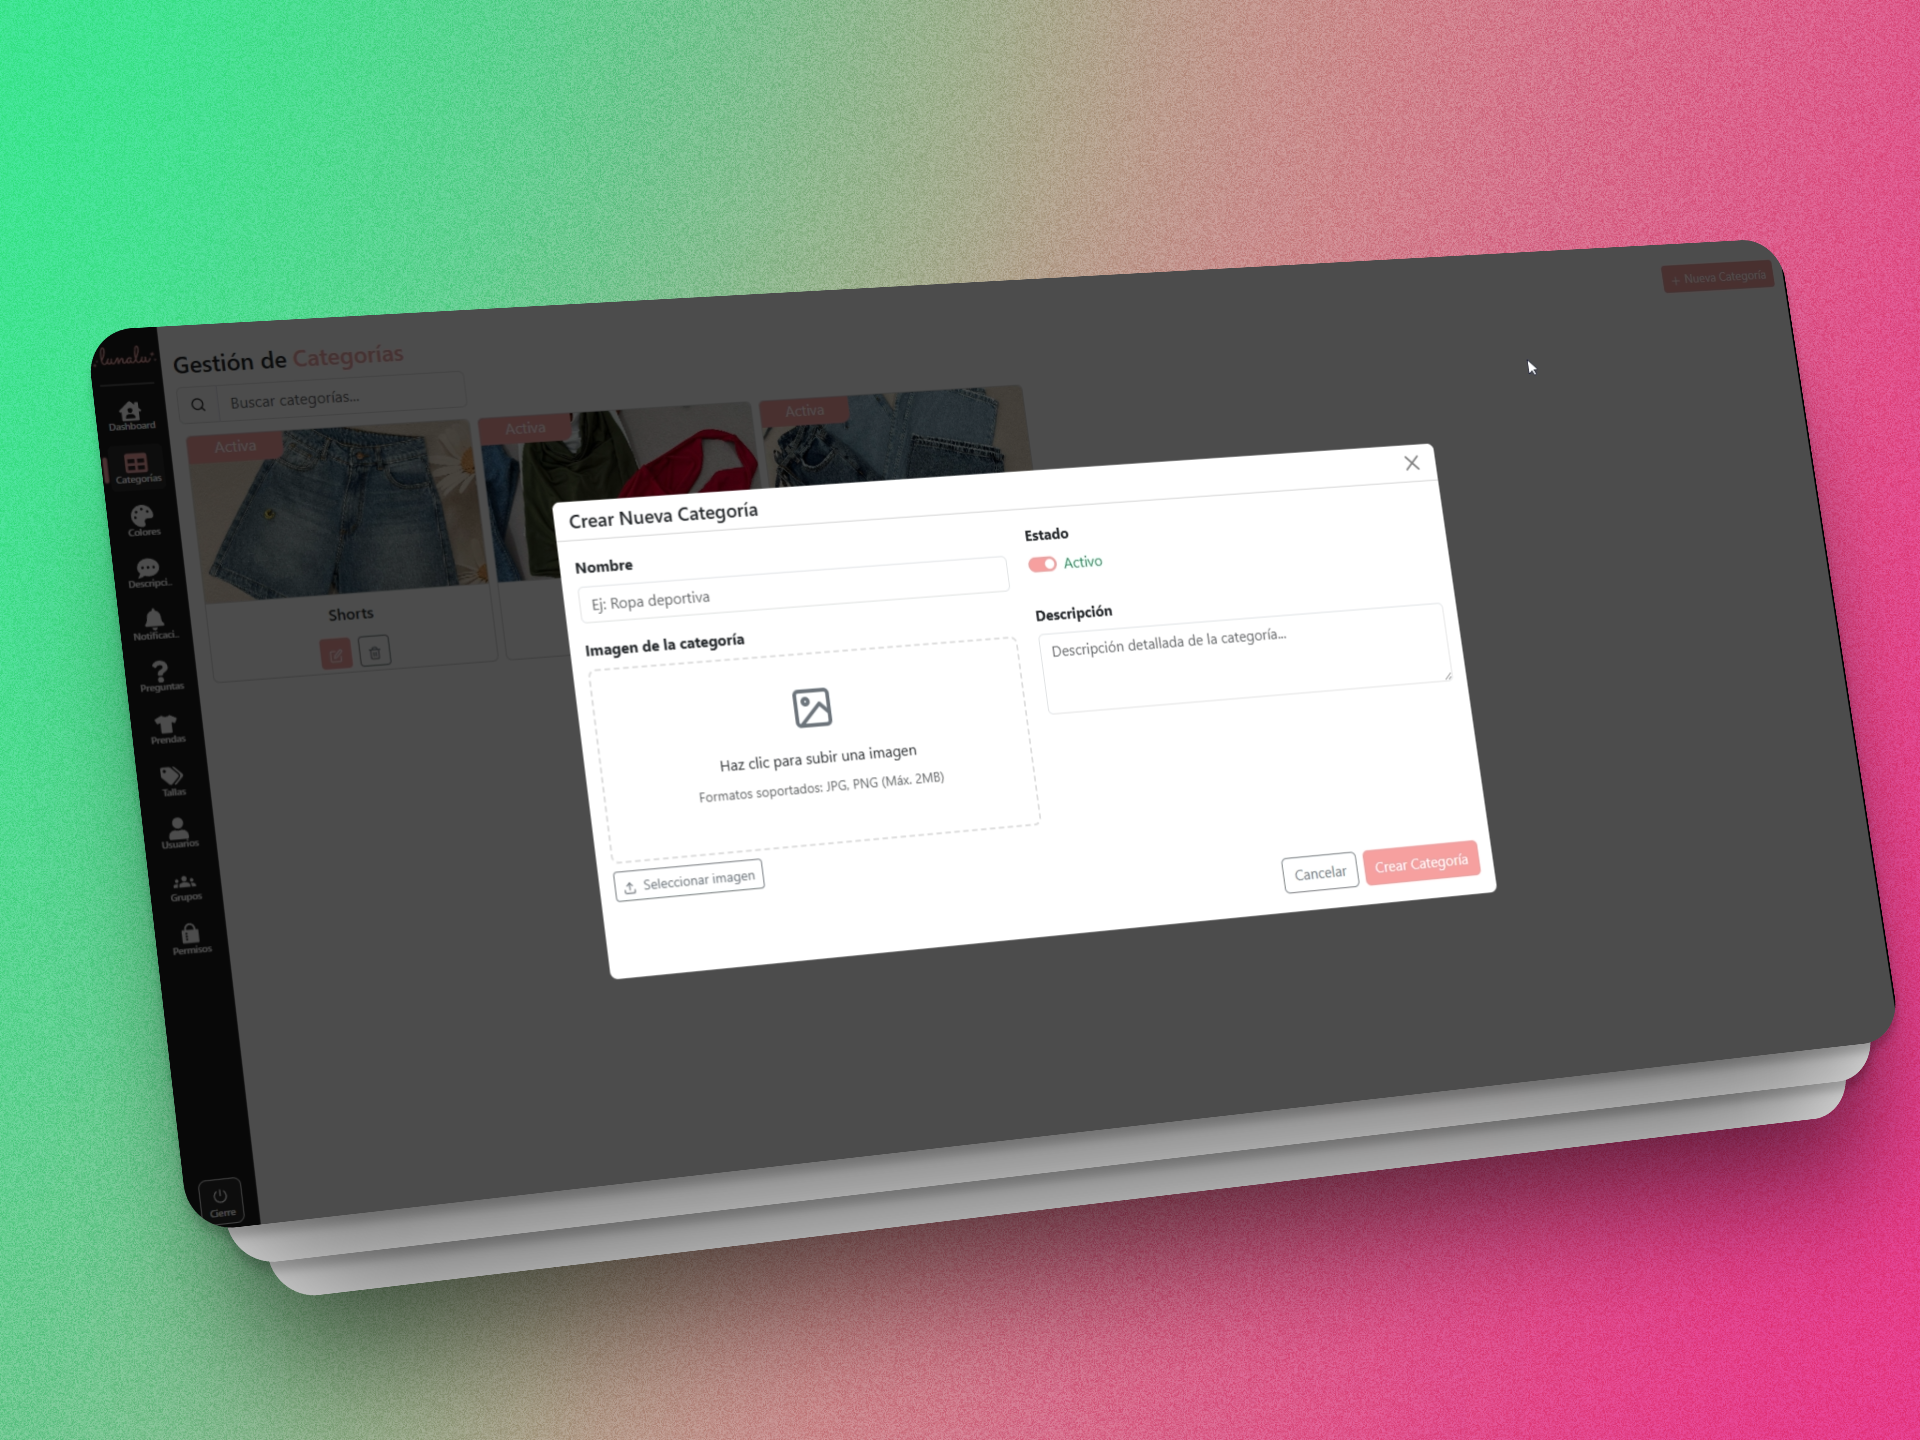 lunalu
Dashboard
Categorías
Colores
Descripci..
Notificaci..
Preguntas
Prendas
Tallas
Usuarios
Grupos
Permisos
Cierre
Gestión de Categorías
+ Nueva Categoría
Buscar categorías...
Activa
Activa
Activa
Shorts
Crear Nueva Categoría
Nombre
Ej: Ropa deportiva
Imagen de la categoría
Haz clic para subir una imagen
Formatos soportados: JPG, PNG (Máx. 2MB)
Seleccionar imagen
Estado
Activo
Descripción
Descripción detallada de la categoría...
Cancelar
Crear Categoría